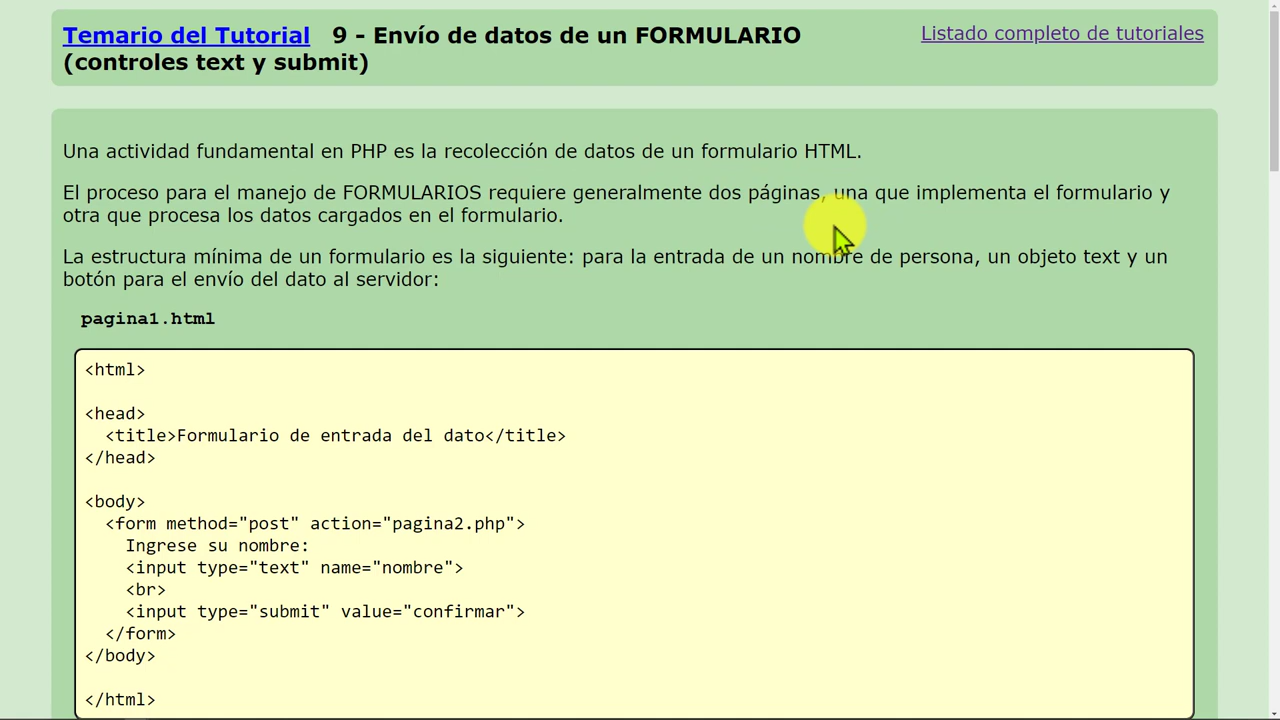 Temario del Tutorial 9 - Envío de datos de un FORMULARIO
(controles text y submit)
Listado completo de tutoriales
Una actividad fundamental en PHP es la recolección de datos de un formulario HTML.
El proceso para el manejo de FORMULARIOS requiere generalmente dos páginas, una que implementa el formulario y
otra que procesa los datos cargados en el formulario.
La estructura mínima de un formulario es la siguiente: para la entrada de un nombre de persona, un objeto text y un
botón para el envío del dato al servidor:
pagina1.html
<html>
<head>
<title>Formulario de entrada del dato</title>
</head>
<body>
<form method="post" action="pagina2.php">
Ingrese su nombre:
<input type="text" name="nombre">
<br>
<input type="submit" value="confirmar">
</form>
</body>
</html>